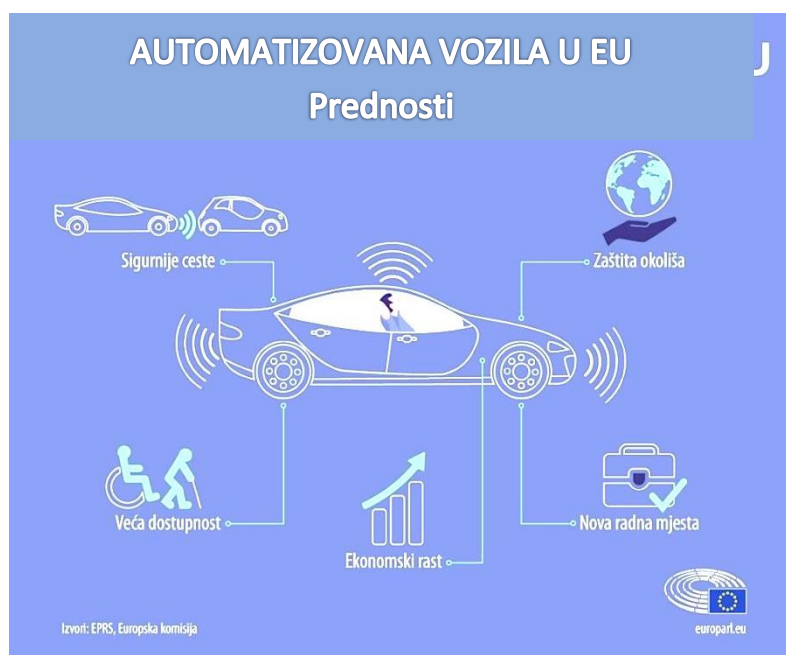 AUTOMATIZOVANA VOZILA U EU
Prednosti
U
Sigurnije ceste
Zaštita okoliša
Veća dostupnost
Ekonomski rast
Nova radna mjesta
Izvori: EPRS, Europska komisija
europarl.eu